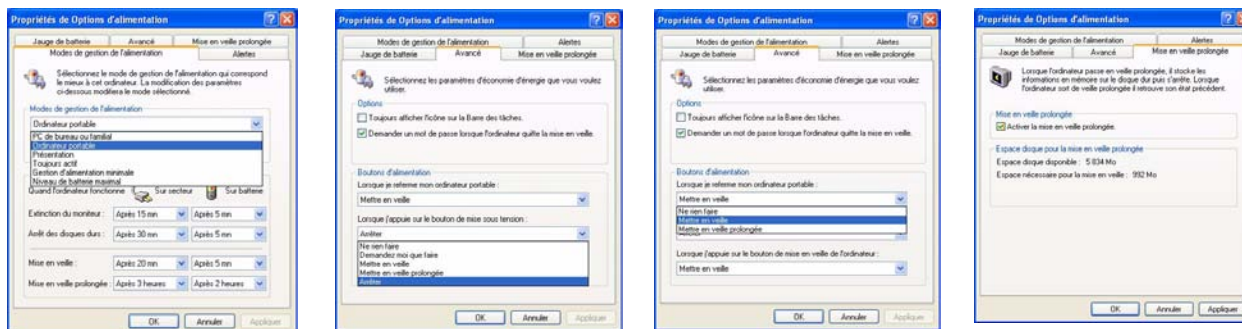 Propriétés de Options d'alimentation
Jauge de batterie Avancé Mise en veille prolongée
Modes de gestion de l'alimentation Alertes
Sélectionnez le mode de gestion de l'alimentation qui correspond
le mieux à cet ordinateur. La modification des paramètres
ci-dessous modifiera le mode sélectionné.
Modes de gestion de l'alimentation
Ordinateur portable
PC de bureau ou familial
Ordinateur portable
Présentation
Toujours actif
Gestion d'alimentation minimale
Niveau de batterie maximal
Quand l'ordinateur fonctionne Sur secteur Sur batterie
Extinction du moniteur : Après 15 mn Après 5 mn
Arrêt des disques durs : Après 30 mn Après 5 mn
Mise en veille : Après 20 mn Après 5 mn
Mise en veille prolongée : Après 3 heures Après 2 heures
OK Annuler Appliquer
Propriétés de Options d'alimentation
Modes de gestion de l'alimentation Alertes
Jauge de batterie Avancé Mise en veille prolongée
Sélectionnez les paramètres d'économie d'énergie que vous voulez
utiliser.
Options
Toujours afficher l'icône sur la Barre des tâches.
Demander un mot de passe lorsque l'ordinateur quitte la mise en veille.
Boutons d'alimentation
Lorsque je referme mon ordinateur portable :
Mettre en veille
Lorsque j'appuie sur le bouton de mise sous tension :
Arrêter
Ne rien faire
Demandez moi que faire
Mettre en veille
Mettre en veille prolongée
Arrêter
OK Annuler Appliquer
Propriétés de Options d'alimentation
Modes de gestion de l'alimentation Alertes
Jauge de batterie Avancé Mise en veille prolongée
Sélectionnez les paramètres d'économie d'énergie que vous voulez
utiliser.
Options
Toujours afficher l'icône sur la Barre des tâches.
Demander un mot de passe lorsque l'ordinateur quitte la mise en veille.
Boutons d'alimentation
Lorsque je referme mon ordinateur portable :
Mettre en veille
Ne rien faire
Mettre en veille
Mettre en veille prolongée
Lorsque j'appuie sur le bouton de mise en veille de l'ordinateur :
Mettre en veille
OK Annuler Appliquer
Propriétés de Options d'alimentation
Modes de gestion de l'alimentation Alertes
Jauge de batterie Avancé Mise en veille prolongée
Lorsque l'ordinateur passe en veille prolongée, il stocke les
informations en mémoire sur le disque dur puis s'arrête. Lorsque
l'ordinateur sort de veille prolongée il retrouve son état précédent.
Mise en veille prolongée
Activer la mise en veille prolongée.
Espace disque pour la mise en veille prolongée
Espace disque disponible : 5 034 Mo
Espace nécessaire pour la mise en veille : 992 Mo
OK Annuler Appliquer